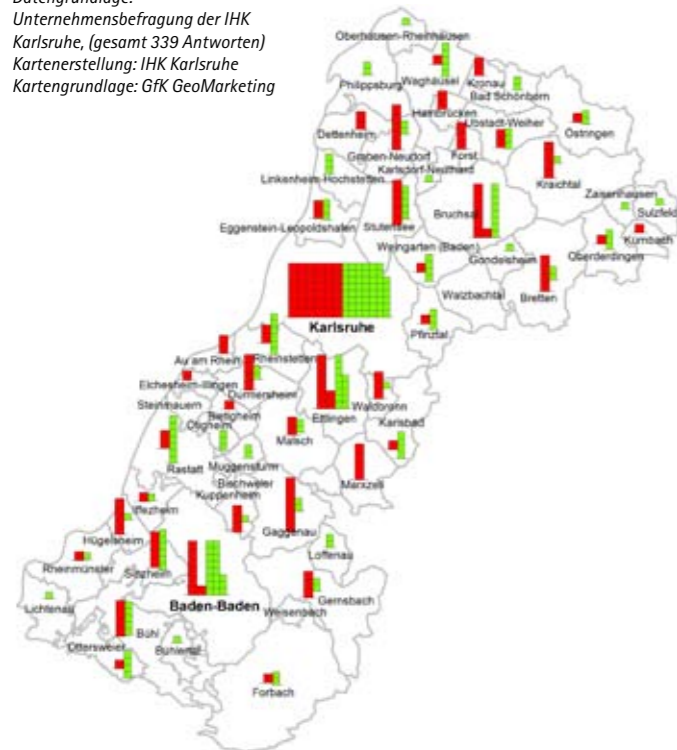 Datengrundlage:
Unternehmensbefragung der IHK
Karlsruhe, (gesamt 339 Antworten)
Kartenerstellung: IHK Karlsruhe
Kartengrundlage: GfK GeoMarketing
Oberhausen-Rheinhausen
Philippsburg
Waghäusel
Kronau
Bad Schönborn
Hambrücken
Dettenheim
Ubstadt-Weiher
Östringen
Graben-Neudorf
Forst
Karlsdorf-Neuthard
Linkenheim-Hochstetten
Kraichtal
Zaisenhausen
Sulzfeld
Eggenstein-Leopoldshafen
Stutensee
Bruchsal
Kürnbach
Weingarten (Baden)
Gondelsheim
Oberderdingen
Walzbachtal
Bretten
Karlsruhe
Pfinztal
Au am Rhein
Rheinstetten
Elchesheim-Illingen
Durmersheim
Steinmauern
Bietigheim
Ettlingen
Waldbronn
Ötigheim
Malsch
Karlsbad
Rastatt
Muggensturm
Bischweier
Marxzell
Kuppenheim
Iffezheim
Gaggenau
Hügelsheim
Loffenau
Rheinmünster
Sinzheim
Gernsbach
Lichtenau
Baden-Baden
Weisenbach
Bühl
Ottersweier
Bühlertal
Forbach